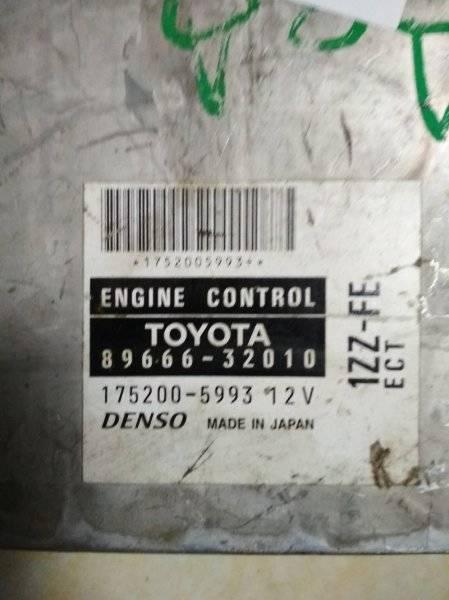 *1752005993**
ENGINE CONTROL
TOYOTA
89666-32010
175200-5993 12V
DENSO MADE IN JAPAN
1ZZ-FE
ECT